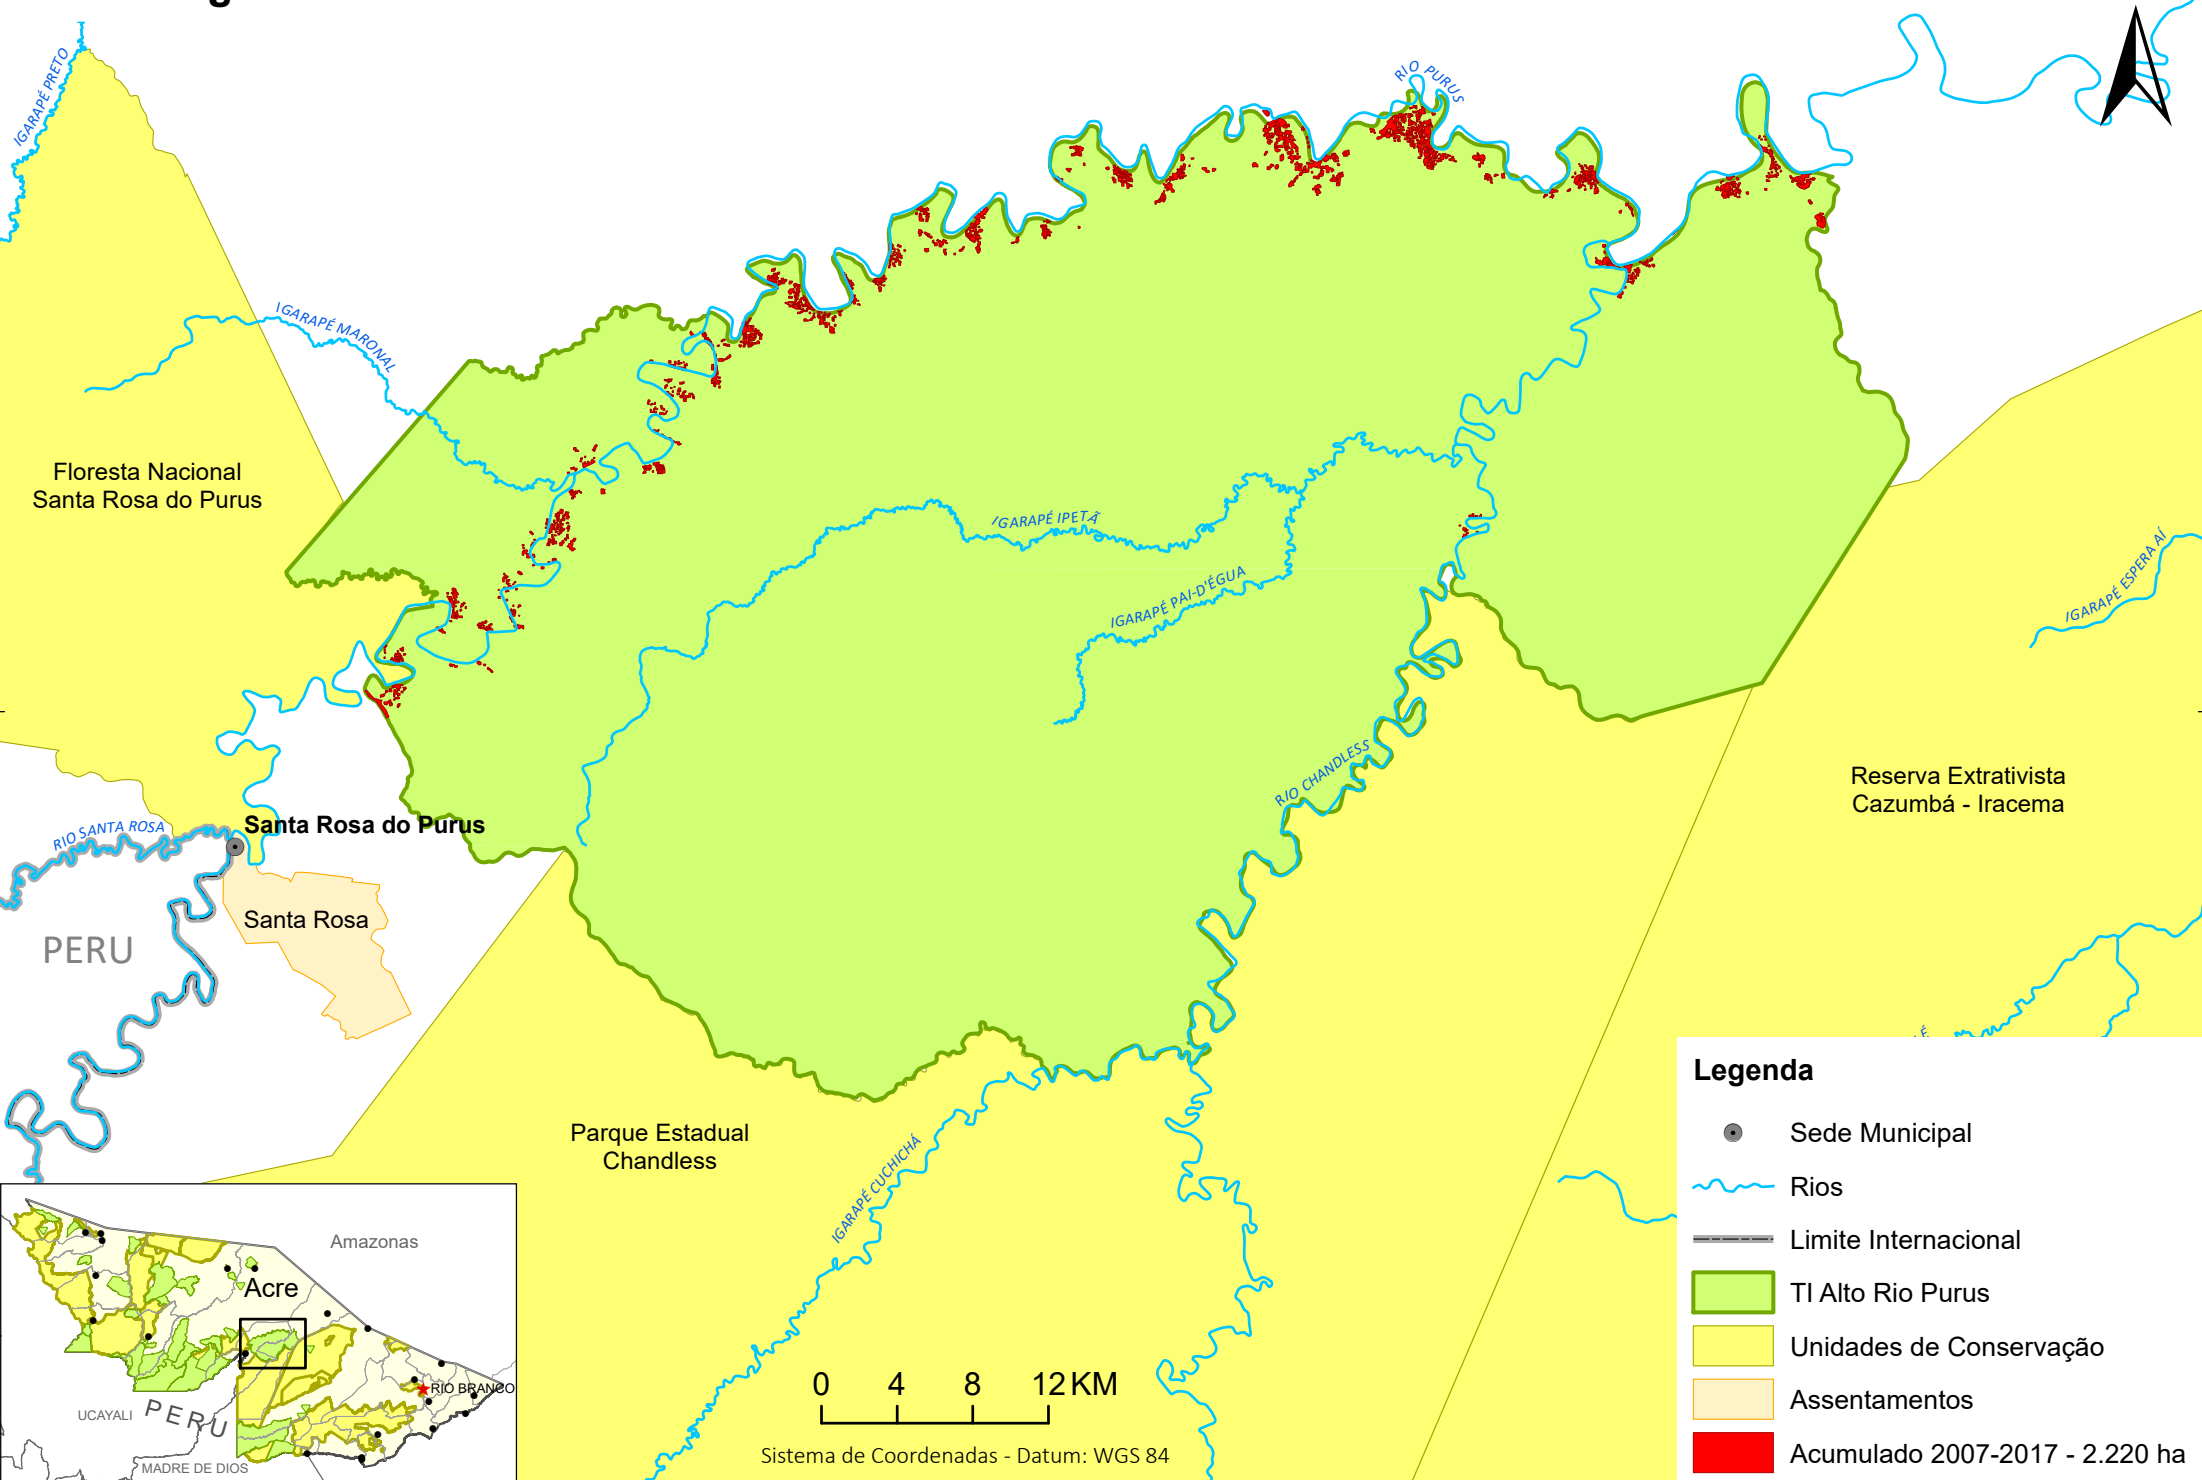 IGARAPÉ PRETO
RIO PURUS
IGARAPÉ MARONAL
Floresta Nacional
Santa Rosa do Purus
IGARAPÉ IPETÃ
IGARAPÉ PAI-D'ÉGUA
IGARAPÉ ESPERA AÍ
RIO CHANDLESS
Reserva Extrativista
Cazumbá - Iracema
RIO SANTA ROSA
Santa Rosa do Purus
Santa Rosa
PERU
Parque Estadual
Chandless
IGARAPÉ CUCHICHÁ
Legenda
Sede Municipal
Rios
Limite Internacional
TI Alto Rio Purus
Unidades de Conservação
Assentamentos
Acumulado 2007-2017 - 2.220 ha
Amazonas
Acre
RIO BRANCO
UCAYALI
PERU
MADRE DE DIOS
0 4 8 12 KM
Sistema de Coordenadas - Datum: WGS 84